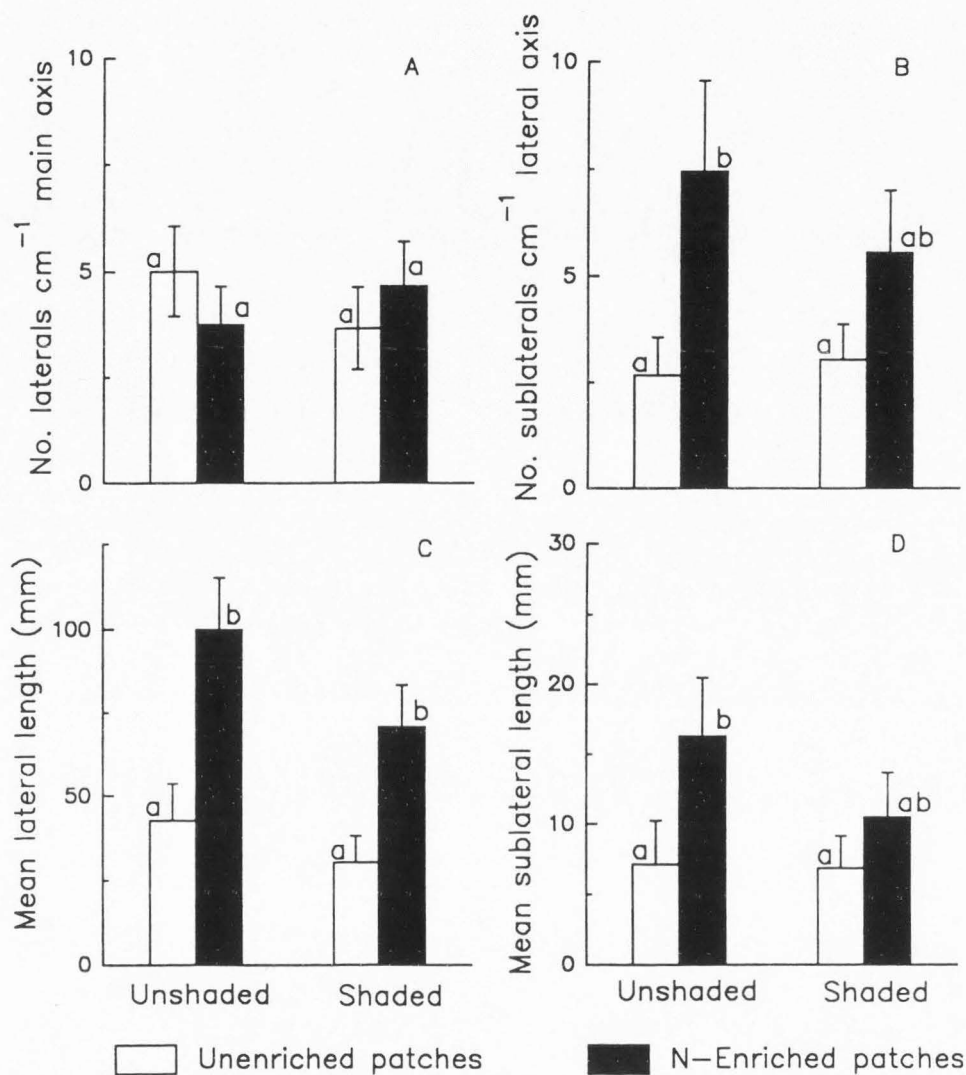 No. laterals cm⁻¹ main axis
10
5
0
A
a
a
a
a
No. sublaterals cm⁻¹ lateral axis
10
5
0
B
a
b
a
ab
Mean lateral length (mm)
100
50
0
C
a
b
a
b
Unshaded
Shaded
Mean sublateral length (mm)
30
20
10
0
D
a
b
a
ab
Unshaded
Shaded
Unenriched patches
N-Enriched patches